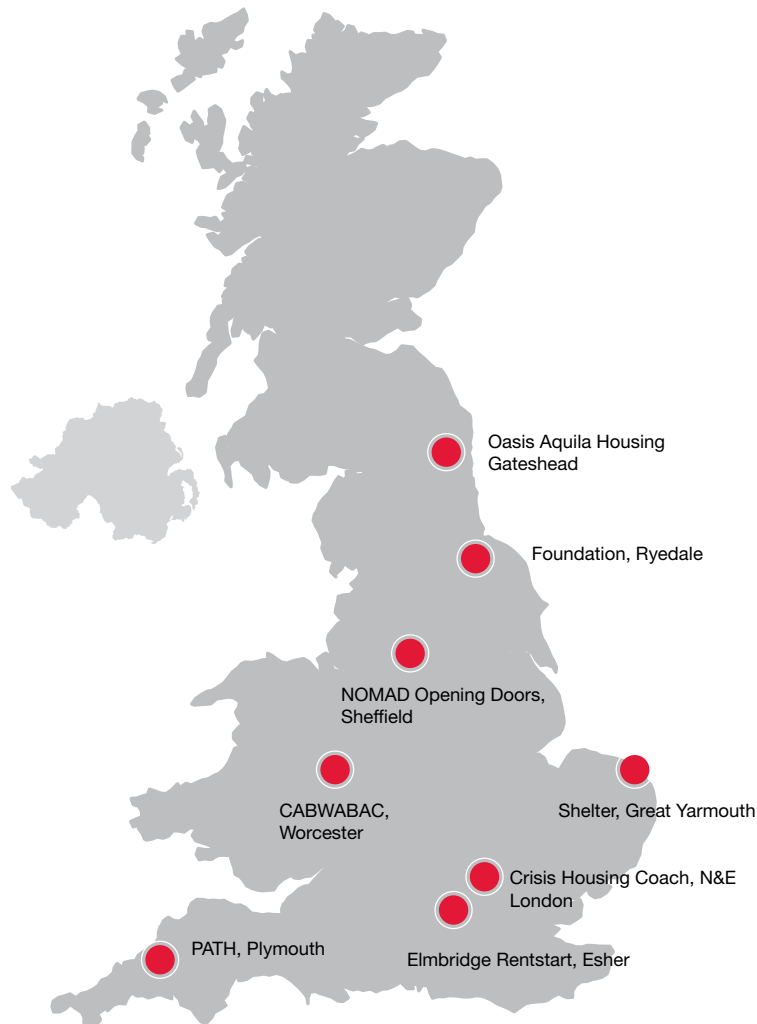 Oasis Aquila Housing
Gateshead
Foundation, Ryedale
NOMAD Opening Doors,
Sheffield
CABWABAC,
Worcester
Shelter, Great Yarmouth
Crisis Housing Coach, N&E
London
PATH, Plymouth
Elmbridge Rentstart, Esher